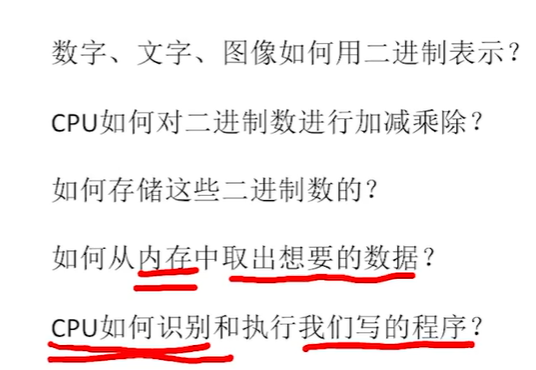 数字、文字、图像如何用二进制表示？
CPU如何对二进制数进行加减乘除？
如何存储这些二进制数的？
如何从内存中取出想要的数据？
CPU如何识别和执行我们写的程序？